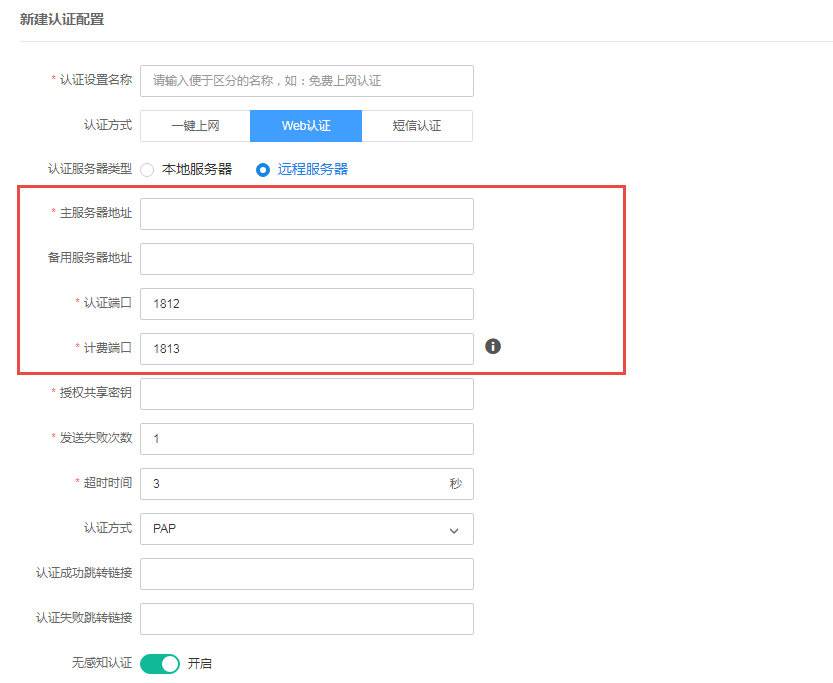 新建认证配置
* 认证设置名称 请输入便于区分的名称，如：免费上网认证
认证方式 一键上网 Web认证 短信认证
认证服务器类型 本地服务器 远程服务器
* 主服务器地址
备用服务器地址
* 认证端口 1812
* 计费端口 1813
* 授权共享密钥
* 发送失败次数 1
* 超时时间 3 秒
认证方式 PAP
认证成功跳转链接
认证失败跳转链接
无感知认证 开启